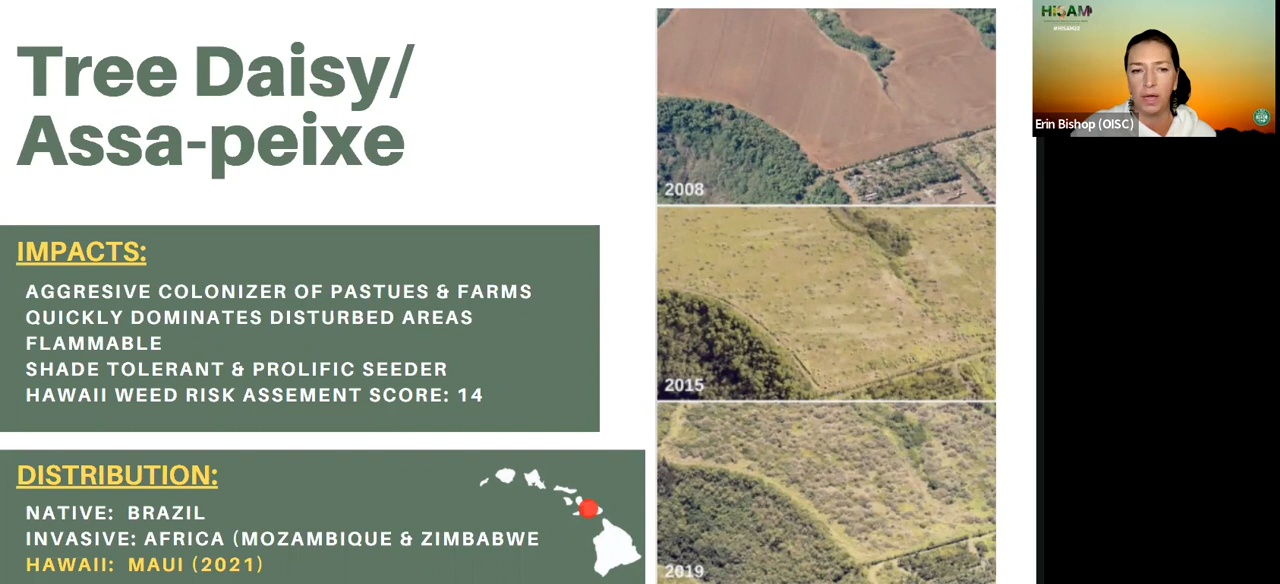 Tree Daisy/
Assa-peixe
IMPACTS:
AGGRESIVE COLONIZER OF PASTUES & FARMS
QUICKLY DOMINATES DISTURBED AREAS
FLAMMABLE
SHADE TOLERANT & PROLIFIC SEEDER
HAWAII WEED RISK ASSEMENT SCORE: 14
DISTRIBUTION:
NATIVE: BRAZIL
INVASIVE: AFRICA (MOZAMBIQUE & ZIMBABWE
HAWAII: MAUI (2021)
2008
2015
2019
HISAM
#HISAM22
Erin Bishop (OISC)